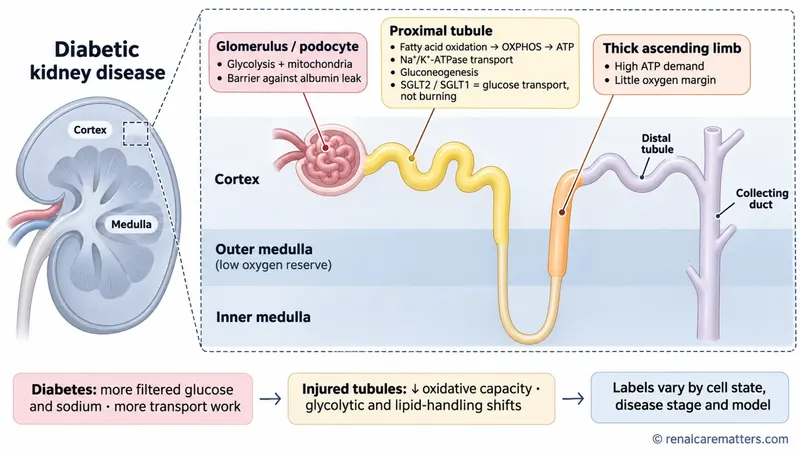 Diabetic
kidney disease
Cortex
Medulla
Glomerulus / podocyte
• Glycolysis + mitochondria
• Barrier against albumin leak
Proximal tubule
• Fatty acid oxidation → OXPHOS → ATP
• Na⁺/K⁺-ATPase transport
• Gluconeogenesis
• SGLT2 / SGLT1 = glucose transport,
not burning
Thick ascending limb
• High ATP demand
• Little oxygen margin
Cortex
Distal
tubule
Collecting
duct
Outer medulla
(low oxygen reserve)
Inner medulla
Diabetes: more filtered glucose
and sodium · more transport work
Injured tubules: ↓ oxidative capacity ·
glycolytic and lipid-handling shifts
Labels vary by cell state,
disease stage and model
© renalcarematters.com